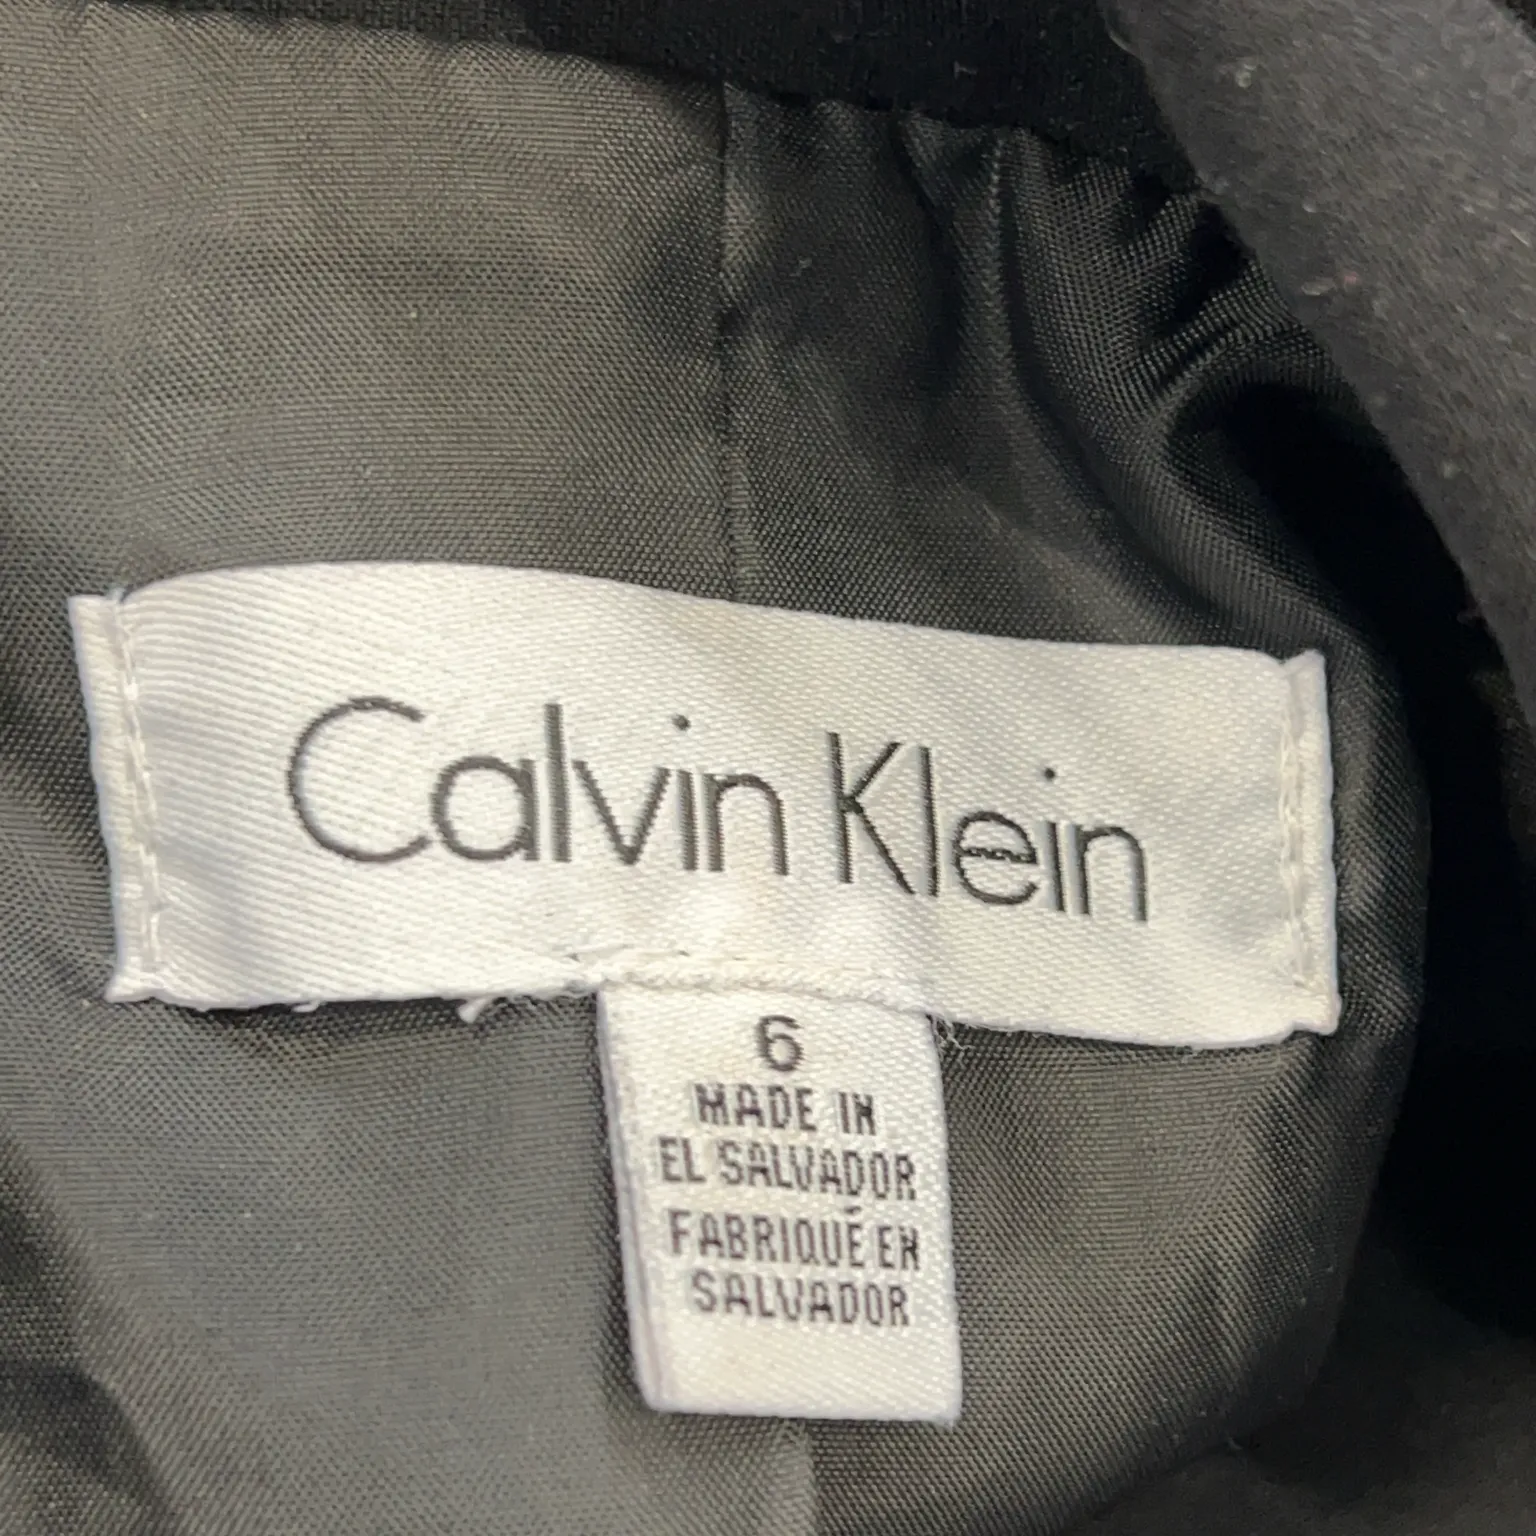 Calvin Klein
6
MADE IN
EL SALVADOR
FABRIQUÉ EN
SALVADOR